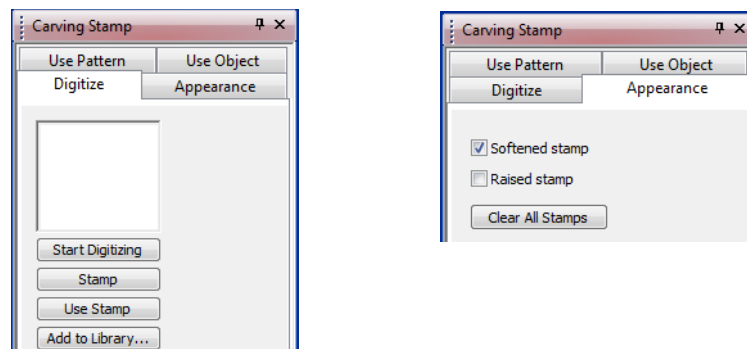 Carving Stamp
Use Pattern Use Object
Digitize Appearance
Start Digitizing
Stamp
Use Stamp
Add to Library...
Carving Stamp
Use Pattern Use Object
Digitize Appearance
Softened stamp
Raised stamp
Clear All Stamps